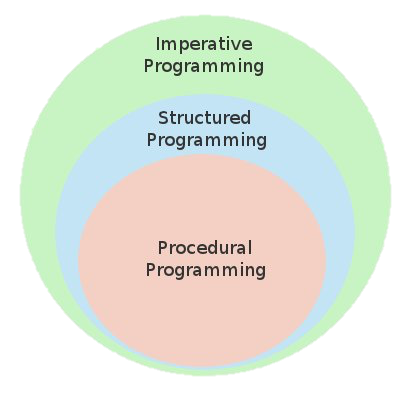 Imperative
Programming
Structured
Programming
Procedural
Programming